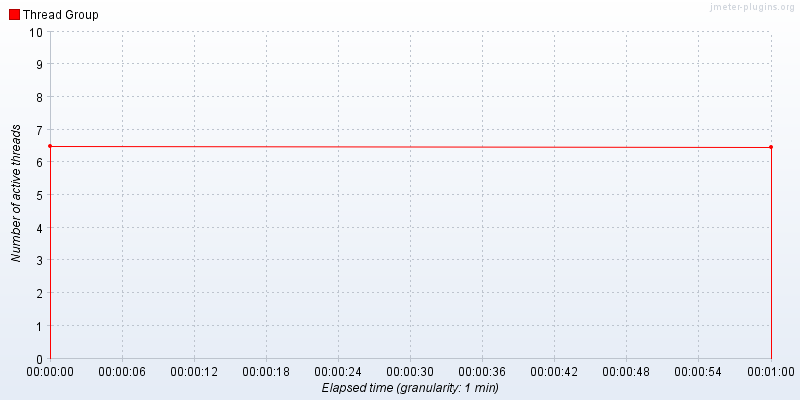 jmeter-plugins.org
Thread Group
10
9
8
7
6
5
4
3
2
1
0
Number of active threads
00:00:00 00:00:06 00:00:12 00:00:18 00:00:24 00:00:30 00:00:36 00:00:42 00:00:48 00:00:54 00:01:00
Elapsed time (granularity: 1 min)